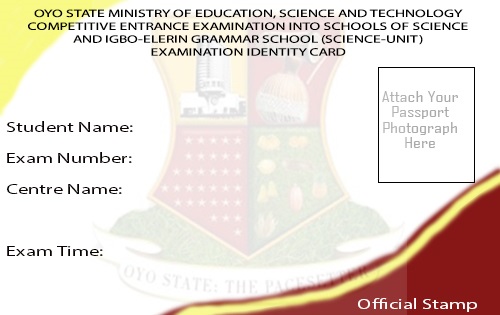 OYO STATE MINISTRY OF EDUCATION, SCIENCE AND TECHNOLOGY
COMPETITIVE ENTRANCE EXAMINATION INTO SCHOOLS OF SCIENCE
AND IGBO-ELERIN GRAMMAR SCHOOL (SCIENCE-UNIT)
EXAMINATION IDENTITY CARD
Attach Your
Passport
Photograph
Here
Student Name:
Exam Number:
Centre Name:
Exam Time:
OYO STATE: THE PACESETTER
Official Stamp